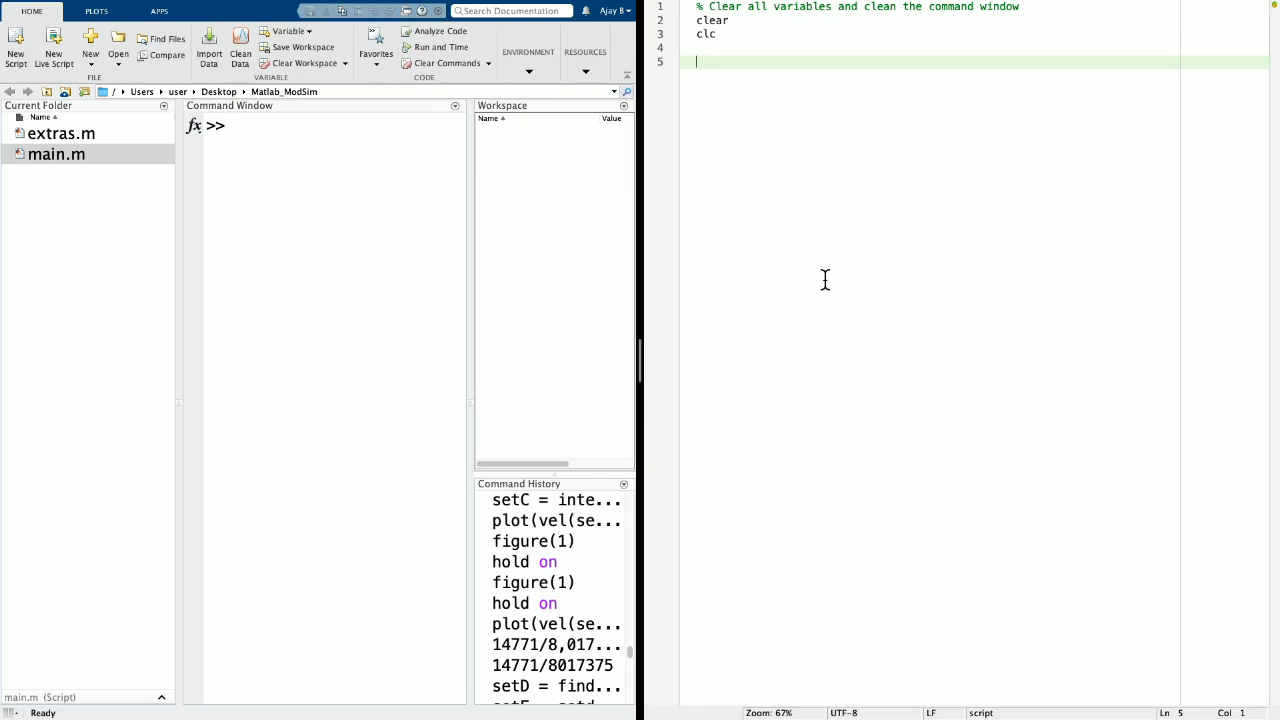 HOME PLOTS APPS Search Documentation Ajay B
New Script New Live Script New Open Find Files Compare Import Data Clean Data Variable Save Workspace Clear Workspace Favorites Analyze Code Run and Time Clear Commands ENVIRONMENT RESOURCES
FILE VARIABLE CODE
/ Users user Desktop Matlab_ModSim
Current Folder
Name
extras.m
main.m
main.m (Script)
Ready
Command Window
fx >>
Workspace
Name Value
Command History
setC = inte...
plot(vel(se...
figure(1)
hold on
figure(1)
hold on
plot(vel(se...
14771/8,017...
14771/8017375
setD = find...
1 % Clear all variables and clean the command window
2 clear
3 clc
4
5
Zoom: 67% UTF-8 LF script Ln 5 Col 1